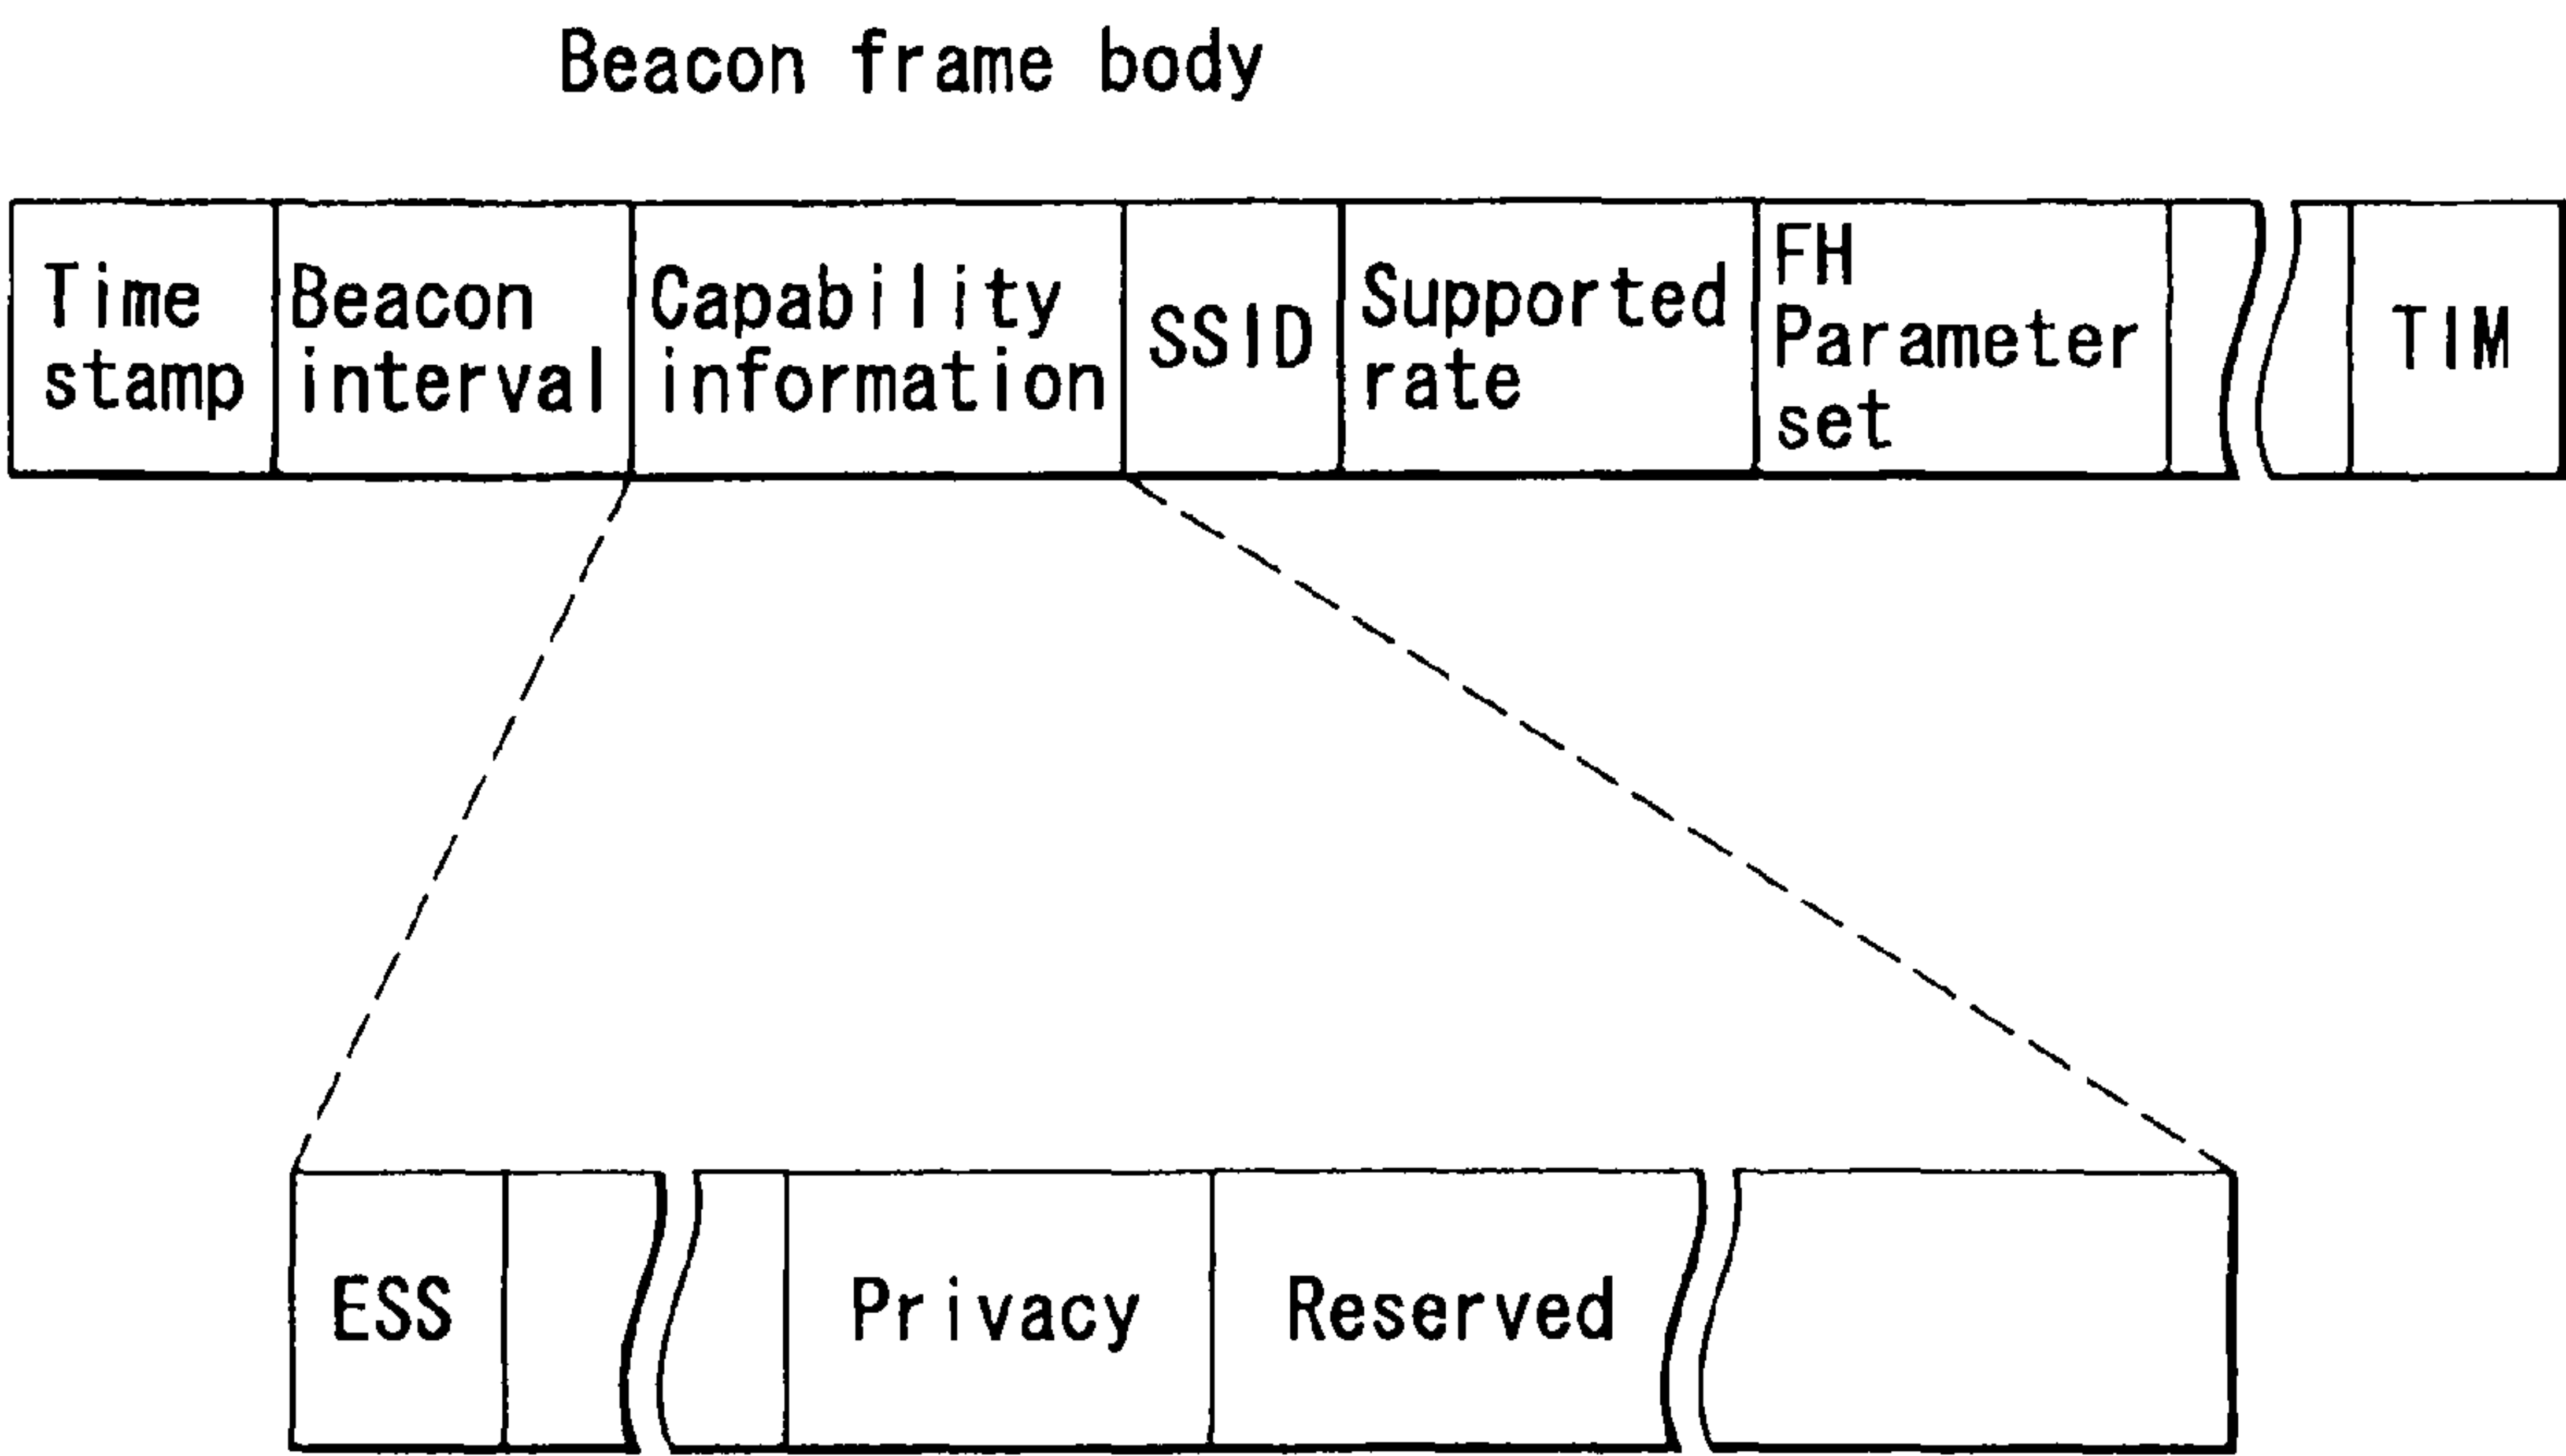 Beacon frame body
Time
stamp
Beacon
interval
Capability
information
SSID
Supported
rate
FH
Parameter
set
TIM
ESS
Privacy
Reserved